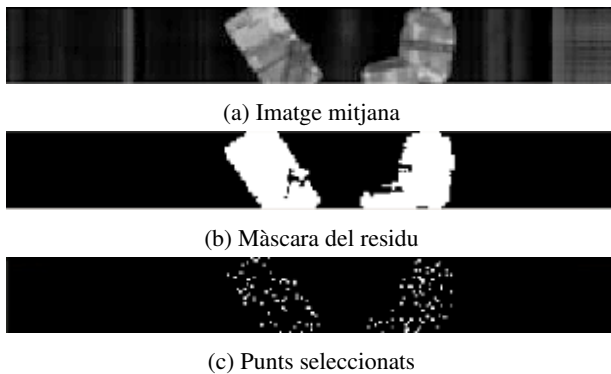 (a) Imatge mitjana
(b) Màscara del residu
(c) Punts seleccionats